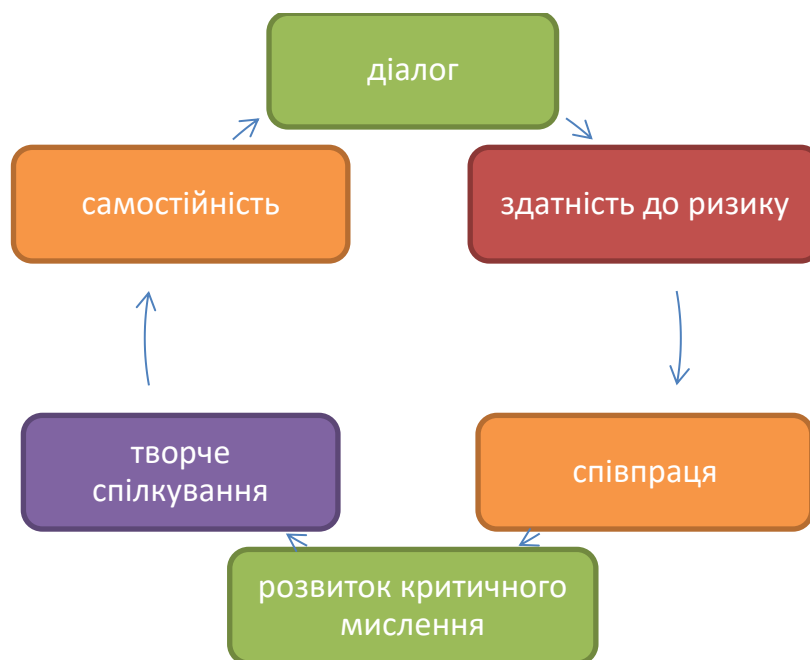 діалог
здатність до ризику
співпраця
розвиток критичного
мислення
творче
спілкування
самостійність